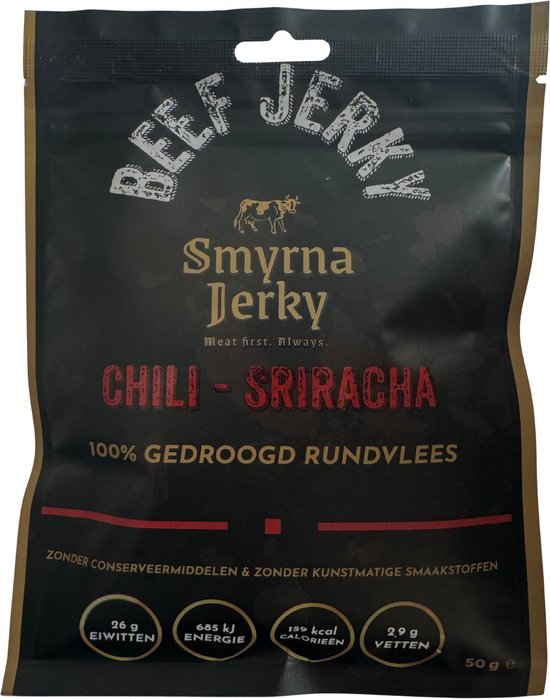 BEEF JERKY
Smyrna
Jerky
Meat first. Always.
CHILI - SRIRACHA
100% GEDROOGD RUNDVLEES
ZONDER CONSERVEERMIDDELEN & ZONDER KUNSTMATIGE SMAAKSTOFFEN
26 g
EIWITTEN
685 kJ
ENERGIE
159 kcal
CALORIEËN
2,9 g
VETTEN
50 g e